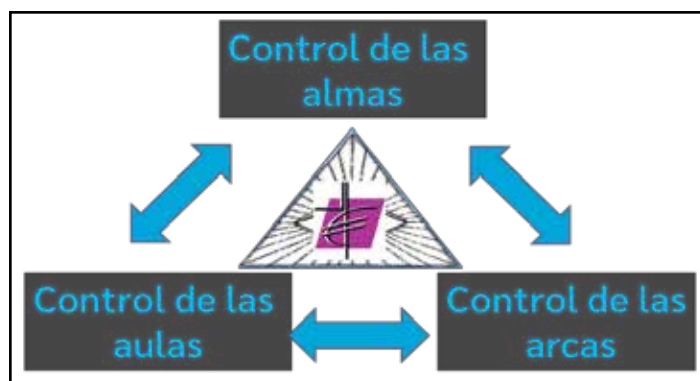 Control de las
almas
Control de las
aulas
Control de las
arcas